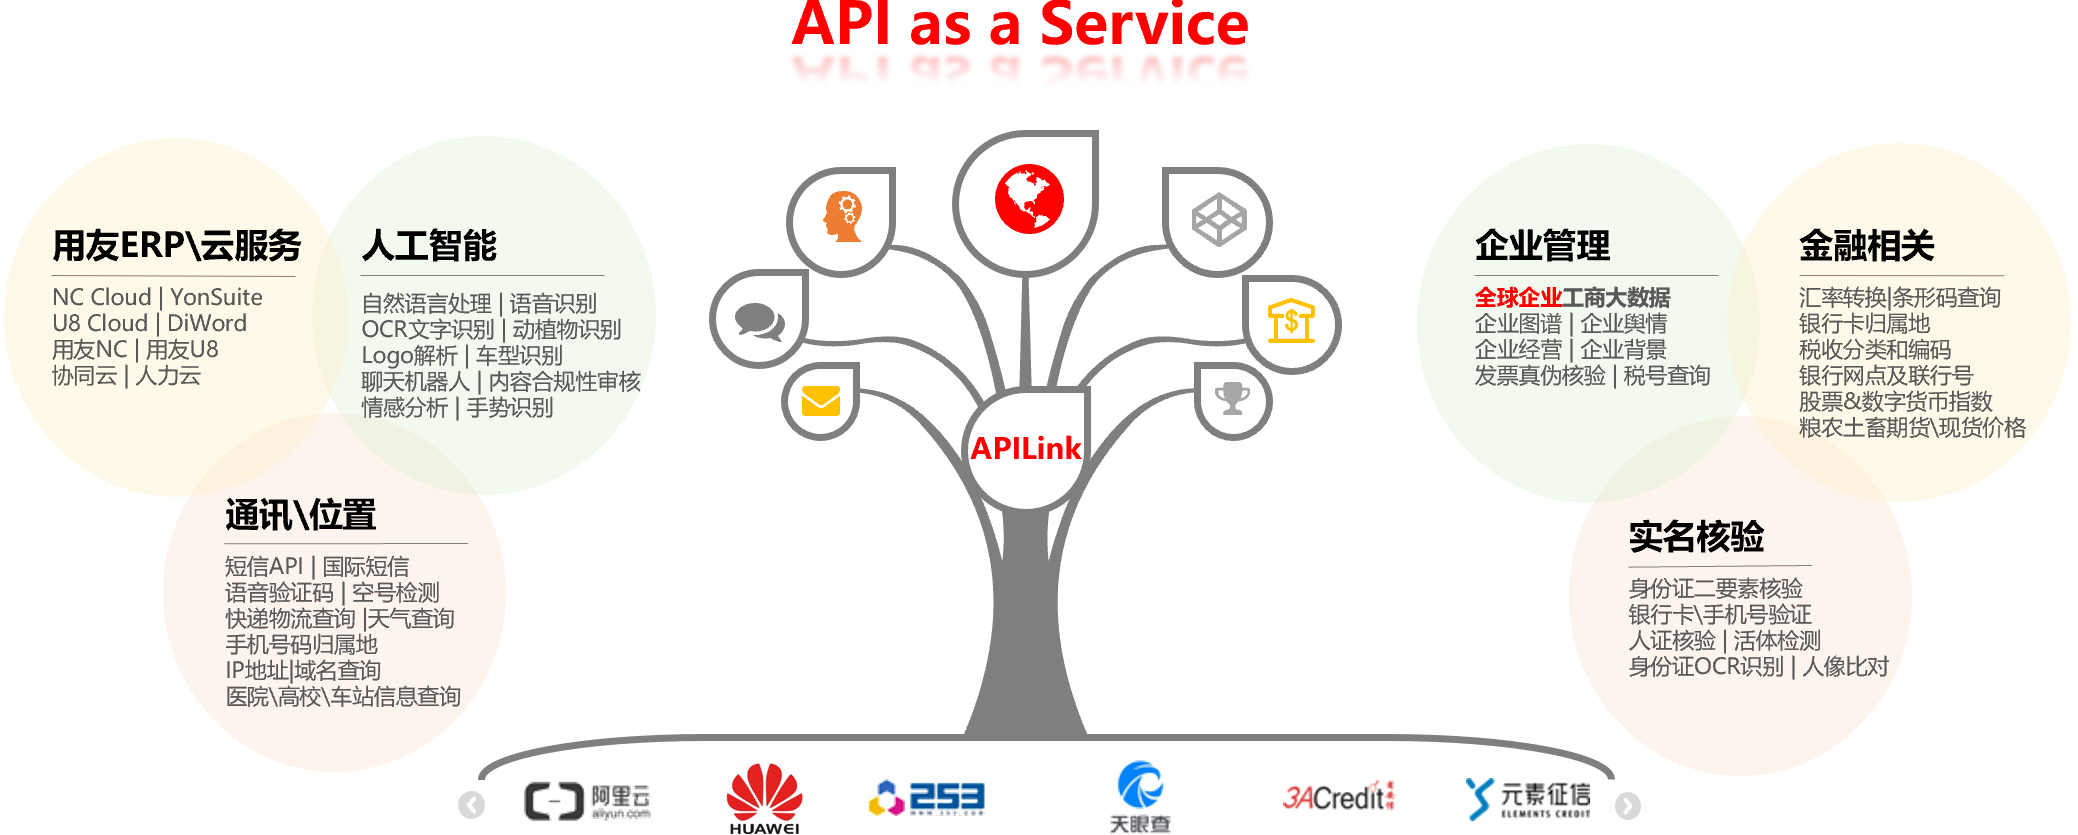 API as a Service
用友ERP\云服务
NC Cloud | YonSuite
U8 Cloud | DiWord
用友NC | 用友U8
协同云 | 人力云
人工智能
自然语言处理 | 语音识别
OCR文字识别 | 动植物识别
Logo解析 | 车型识别
聊天机器人 | 内容合规性审核
情感分析 | 手势识别
通讯\位置
短信API | 国际短信
语音验证码 | 空号检测
快递物流查询 |天气查询
手机号码归属地
IP地址|域名查询
医院\高校\车站信息查询
APILink
企业管理
全球企业工商大数据
企业图谱 | 企业舆情
企业经营 | 企业背景
发票真伪核验 | 税号查询
金融相关
汇率转换|条形码查询
银行卡归属地
税收分类和编码
银行网点及联行号
股票&数字货币指数
粮农土畜期货\现货价格
实名核验
身份证二要素核验
银行卡\手机号验证
人证核验 | 活体检测
身份证OCR识别 | 人像比对
阿里云
aliyun.com
HUAWEI
253
www.253.com
天眼查
3ACredit
元素征信
ELEMENTS CREDIT